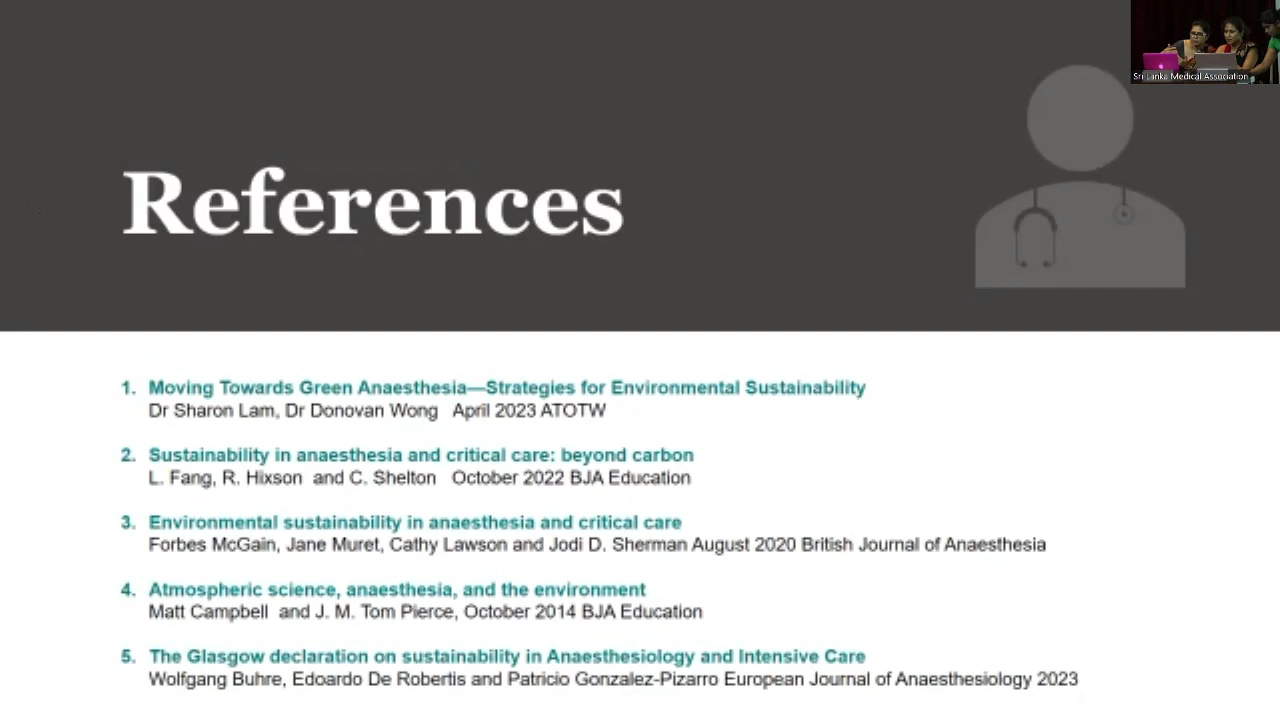 Sri Lanka Medical Association
References
1. Moving Towards Green Anaesthesia—Strategies for Environmental Sustainability
Dr Sharon Lam, Dr Donovan Wong April 2023 ATOTW
2. Sustainability in anaesthesia and critical care: beyond carbon
L. Fang, R. Hixson and C. Shelton October 2022 BJA Education
3. Environmental sustainability in anaesthesia and critical care
Forbes McGain, Jane Muret, Cathy Lawson and Jodi D. Sherman August 2020 British Journal of Anaesthesia
4. Atmospheric science, anaesthesia, and the environment
Matt Campbell and J. M. Tom Pierce, October 2014 BJA Education
5. The Glasgow declaration on sustainability in Anaesthesiology and Intensive Care
Wolfgang Buhre, Edoardo De Robertis and Patricio Gonzalez-Pizarro European Journal of Anaesthesiology 2023